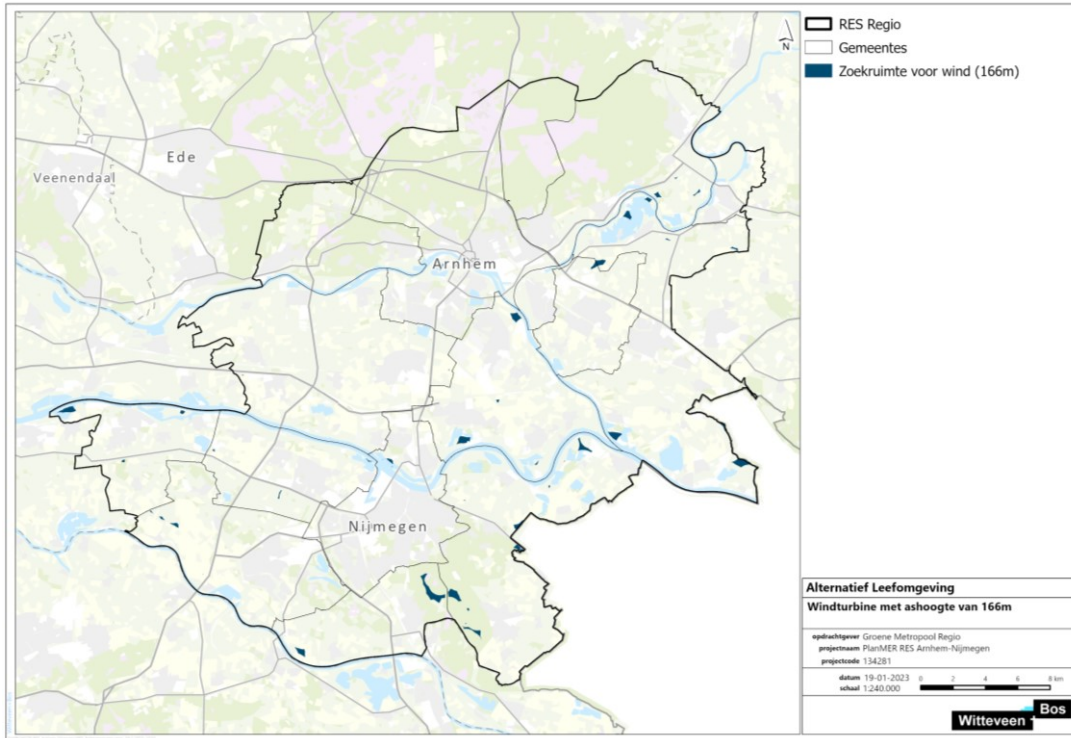 N
RES Regio
Gemeentes
Zoekruimte voor wind (166m)
Ede
Veenendaal
Arnhem
Nijmegen
Alternatief Leefomgeving
Windturbine met ashoogte van 166m
opdrachtgever Groene Metropool Regio
projectnaam PlanMER RES Arnhem-Nijmegen
projectcode 134281
datum 19-01-2023
0 2 4 6 8 km
schaal 1:240.000
Witteveen + Bos